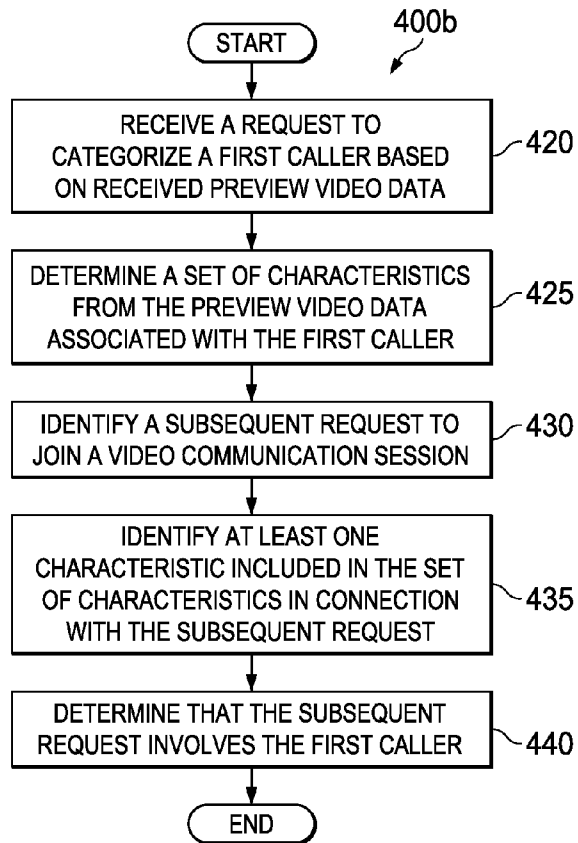 START
400b
RECEIVE A REQUEST TO
CATEGORIZE A FIRST CALLER BASED
ON RECEIVED PREVIEW VIDEO DATA
420
DETERMINE A SET OF CHARACTERISTICS
FROM THE PREVIEW VIDEO DATA
ASSOCIATED WITH THE FIRST CALLER
425
IDENTIFY A SUBSEQUENT REQUEST TO
JOIN A VIDEO COMMUNICATION SESSION
430
IDENTIFY AT LEAST ONE
CHARACTERISTIC INCLUDED IN THE SET
OF CHARACTERISTICS IN CONNECTION
WITH THE SUBSEQUENT REQUEST
435
DETERMINE THAT THE SUBSEQUENT
REQUEST INVOLVES THE FIRST CALLER
440
END